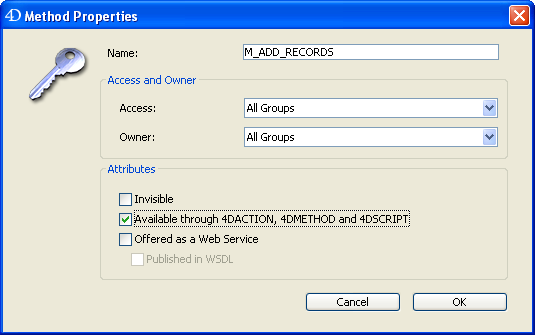 4D Method Properties
Name: M_ADD_RECORDS
Access and Owner
Access: All Groups
Owner: All Groups
Attributes
Invisible
Available through 4DACTION, 4DMETHOD and 4DSCRIPT
Offered as a Web Service
Published in WSDL
Cancel OK